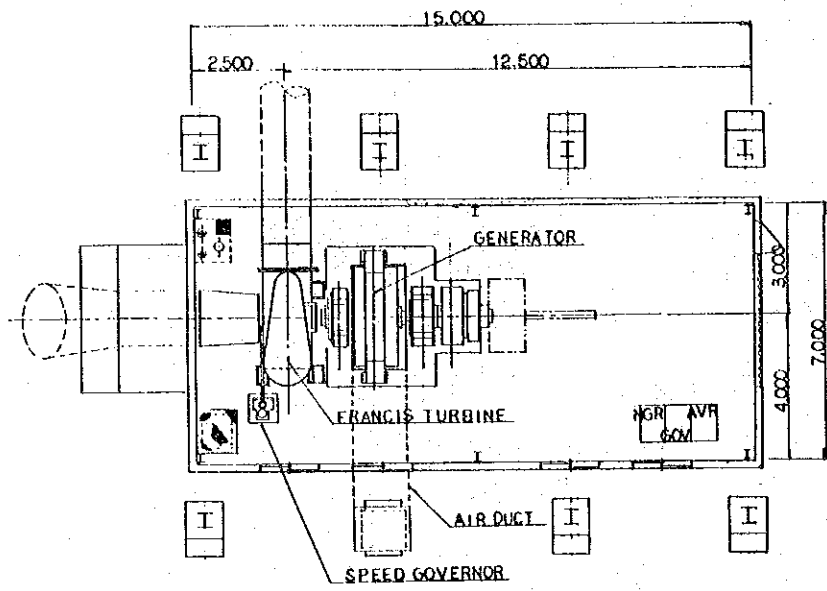 15.000
2.500
12.500
I
I
I
I
GENERATOR
3,000
7,000
4,000
FRANCIS TURBINE
NGR AVR
GOV
I
I
I
AIR DUCT
SPEED GOVERNOR